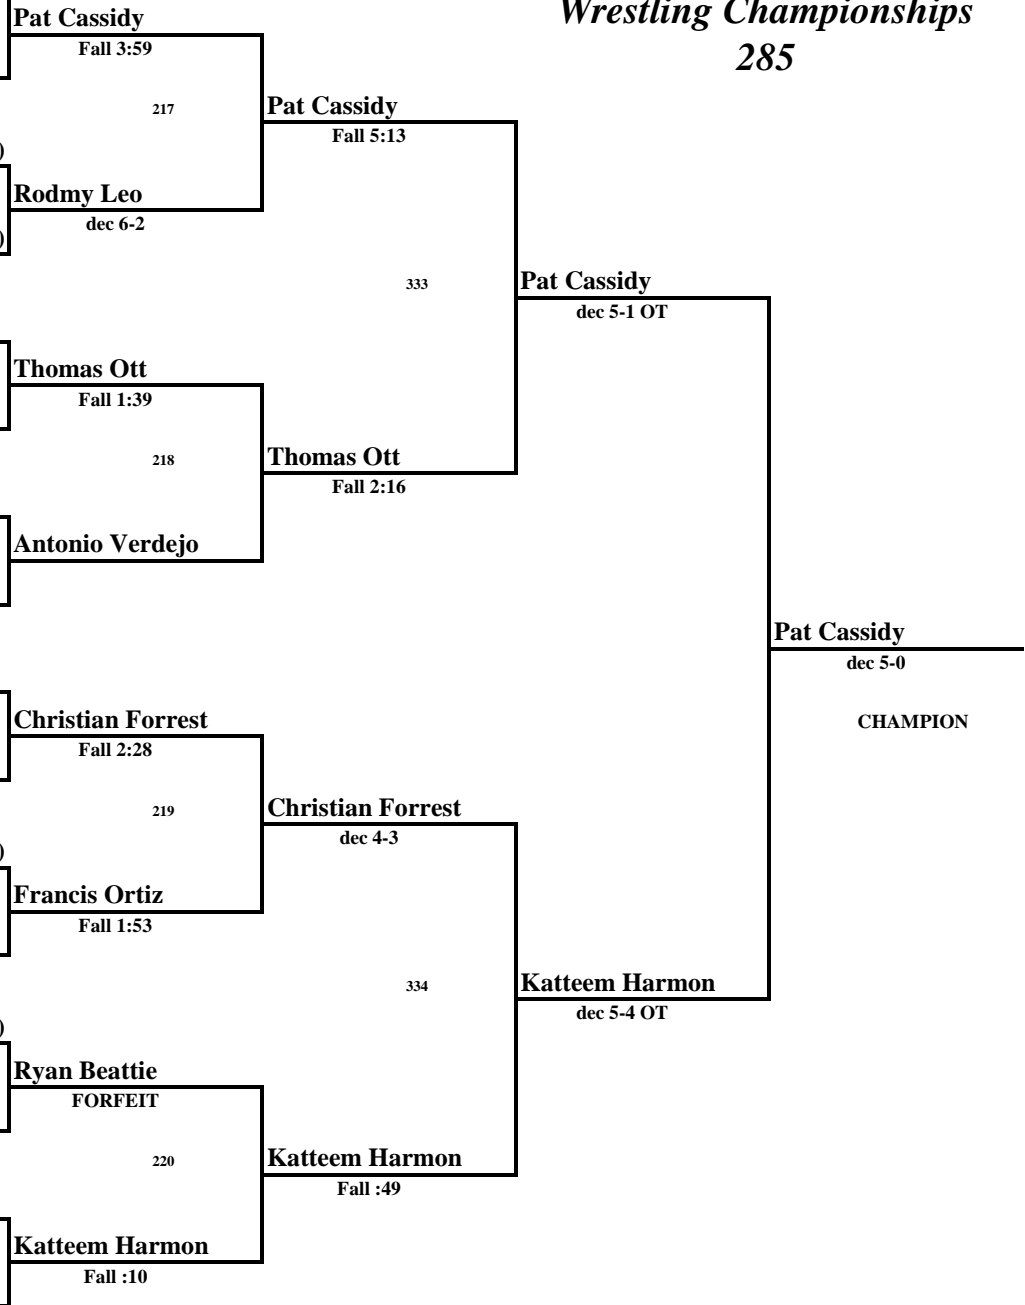 Wrestling Championships
285
Pat Cassidy
Fall 3:59
217
Pat Cassidy
Fall 5:13
)
Rodmy Leo
dec 6-2
)
333
Pat Cassidy
dec 5-1 OT
Thomas Ott
Fall 1:39
218
Thomas Ott
Fall 2:16
Antonio Verdejo
Pat Cassidy
dec 5-0
CHAMPION
Christian Forrest
Fall 2:28
219
Christian Forrest
dec 4-3
)
Francis Ortiz
Fall 1:53
334
Katteem Harmon
dec 5-4 OT
)
Ryan Beattie
FORFEIT
220
Katteem Harmon
Fall :49
Katteem Harmon
Fall :10